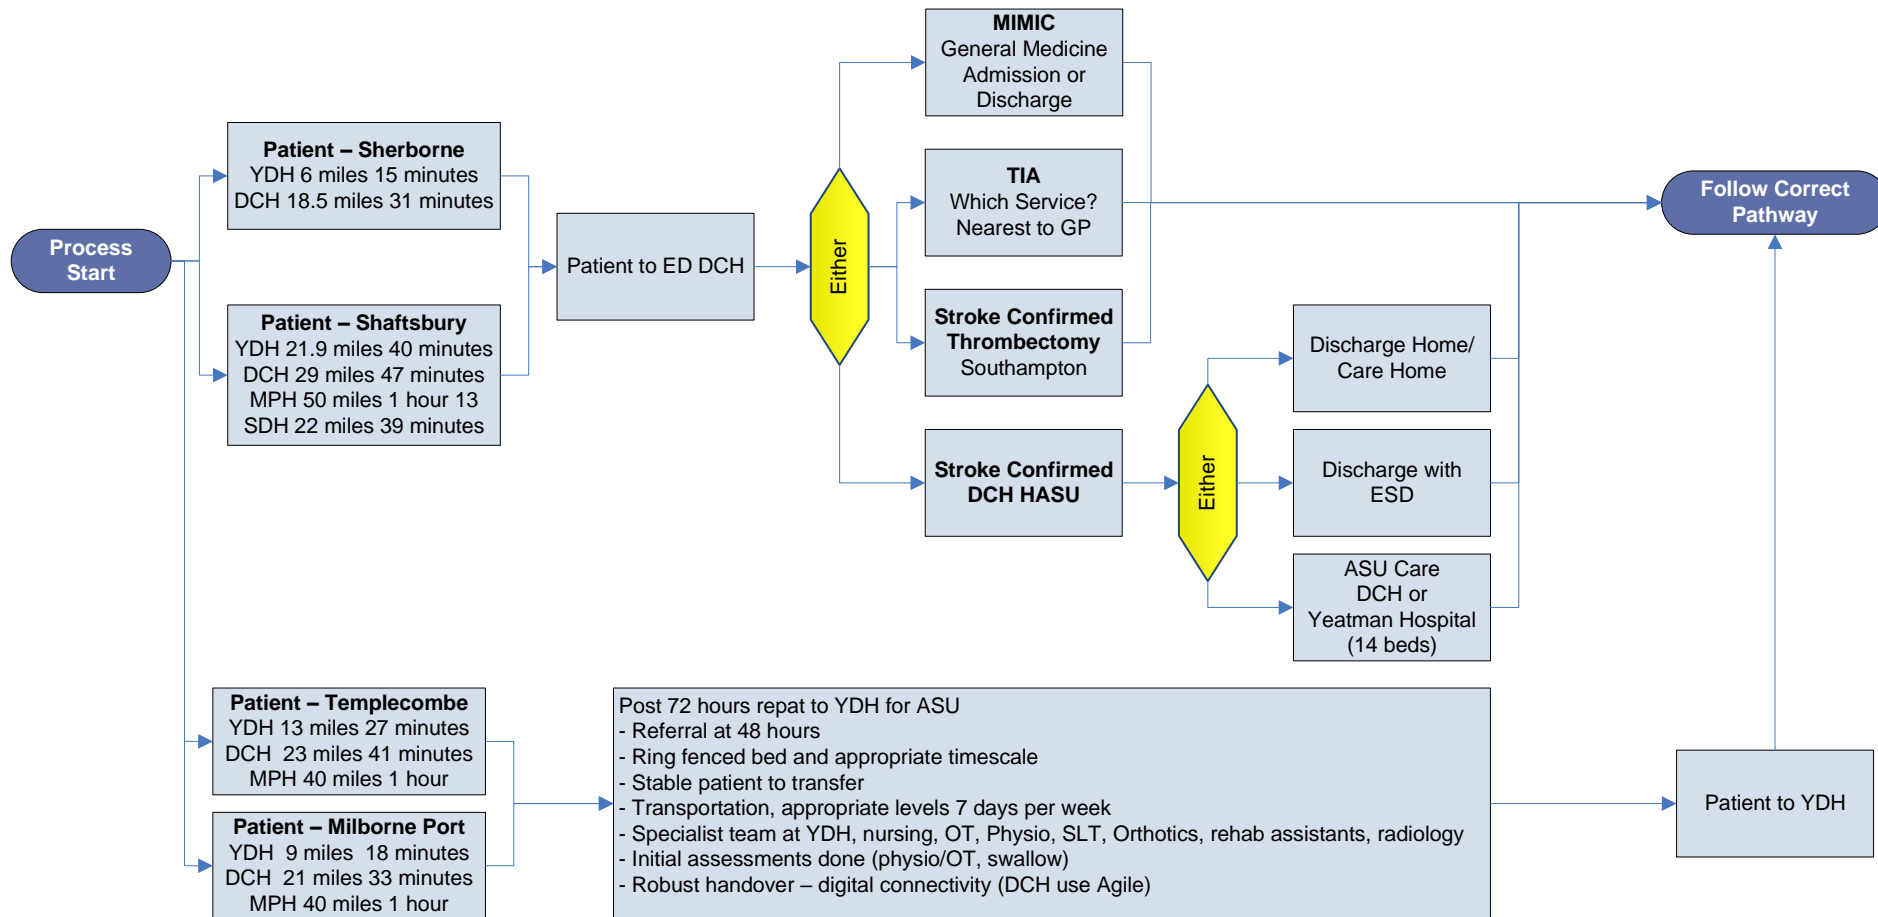 Process
Start
Patient – Sherborne
YDH 6 miles 15 minutes
DCH 18.5 miles 31 minutes
Patient – Shaftsbury
YDH 21.9 miles 40 minutes
DCH 29 miles 47 minutes
MPH 50 miles 1 hour 13
SDH 22 miles 39 minutes
Patient to ED DCH
Either
MIMIC
General Medicine
Admission or
Discharge
TIA
Which Service?
Nearest to GP
Stroke Confirmed
Thrombectomy
Southampton
Stroke Confirmed
DCH HASU
Either
Discharge Home/
Care Home
Discharge with
ESD
ASU Care
DCH or
Yeatman Hospital
(14 beds)
Follow Correct
Pathway
Patient – Templecombe
YDH 13 miles 27 minutes
DCH  23 miles 41 minutes
MPH 40 miles 1 hour
Patient – Milborne Port
YDH  9 miles  18 minutes
DCH  21 miles 33 minutes
MPH 40 miles 1 hour
Post 72 hours repat to YDH for ASU
- Referral at 48 hours
- Ring fenced bed and appropriate timescale
- Stable patient to transfer
- Transportation, appropriate levels 7 days per week
- Specialist team at YDH, nursing, OT, Physio, SLT, Orthotics, rehab assistants, radiology
- Initial assessments done (physio/OT, swallow)
- Robust handover – digital connectivity (DCH use Agile)
Patient to YDH